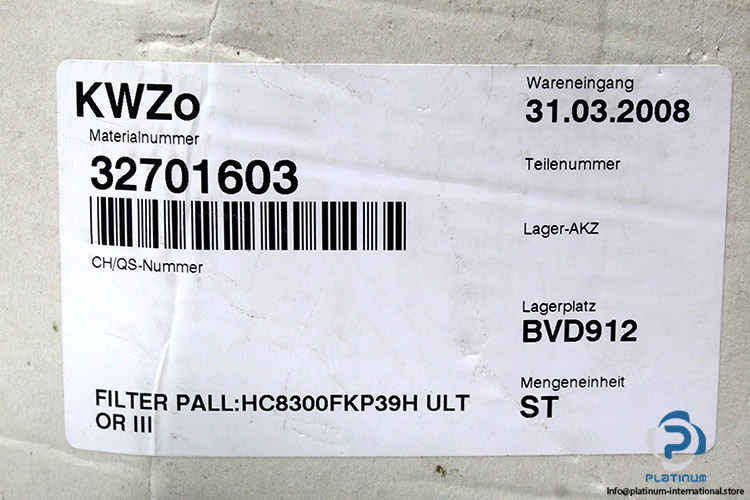 KWZo
Materialnummer
32701603
CH/QS-Nummer
FILTER PALL:HC8300FKP39H ULT
OR III
Wareneingang
31.03.2008
Teilenummer
Lager-AKZ
Lagerplatz
BVD912
Mengeneinheit
ST
PLATINUM
Info@platinum-international.store